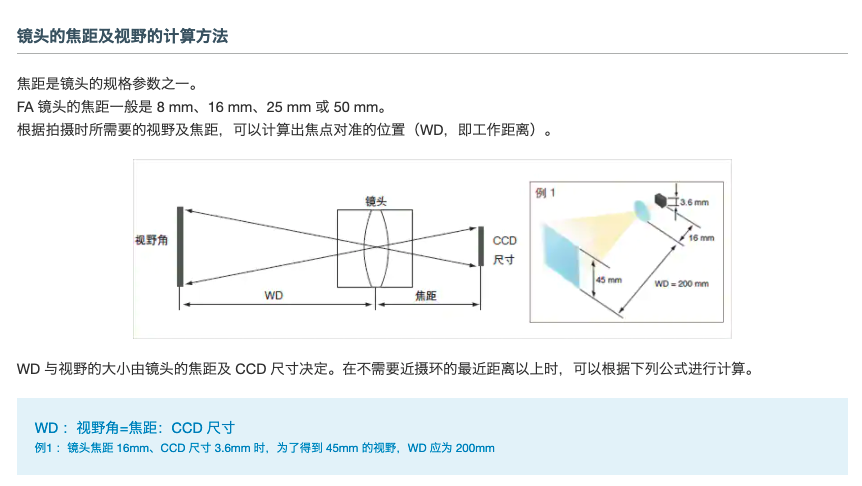 镜头的焦距及视野的计算方法
焦距是镜头的规格参数之一。
FA 镜头的焦距一般是 8 mm、16 mm、25 mm 或 50 mm。
根据拍摄时所需要的视野及焦距，可以计算出焦点对准的位置（WD，即工作距离）。
镜头
视野角
CCD
尺寸
WD
焦距
例 1
3.6 mm
16 mm
45 mm
WD = 200 mm
WD 与视野的大小由镜头的焦距及 CCD 尺寸决定。在不需要近摄环的最近距离以上时，可以根据下列公式进行计算。
WD ：视野角=焦距：CCD 尺寸
例1 ：镜头焦距 16mm、CCD 尺寸 3.6mm 时，为了得到 45mm 的视野，WD 应为 200mm